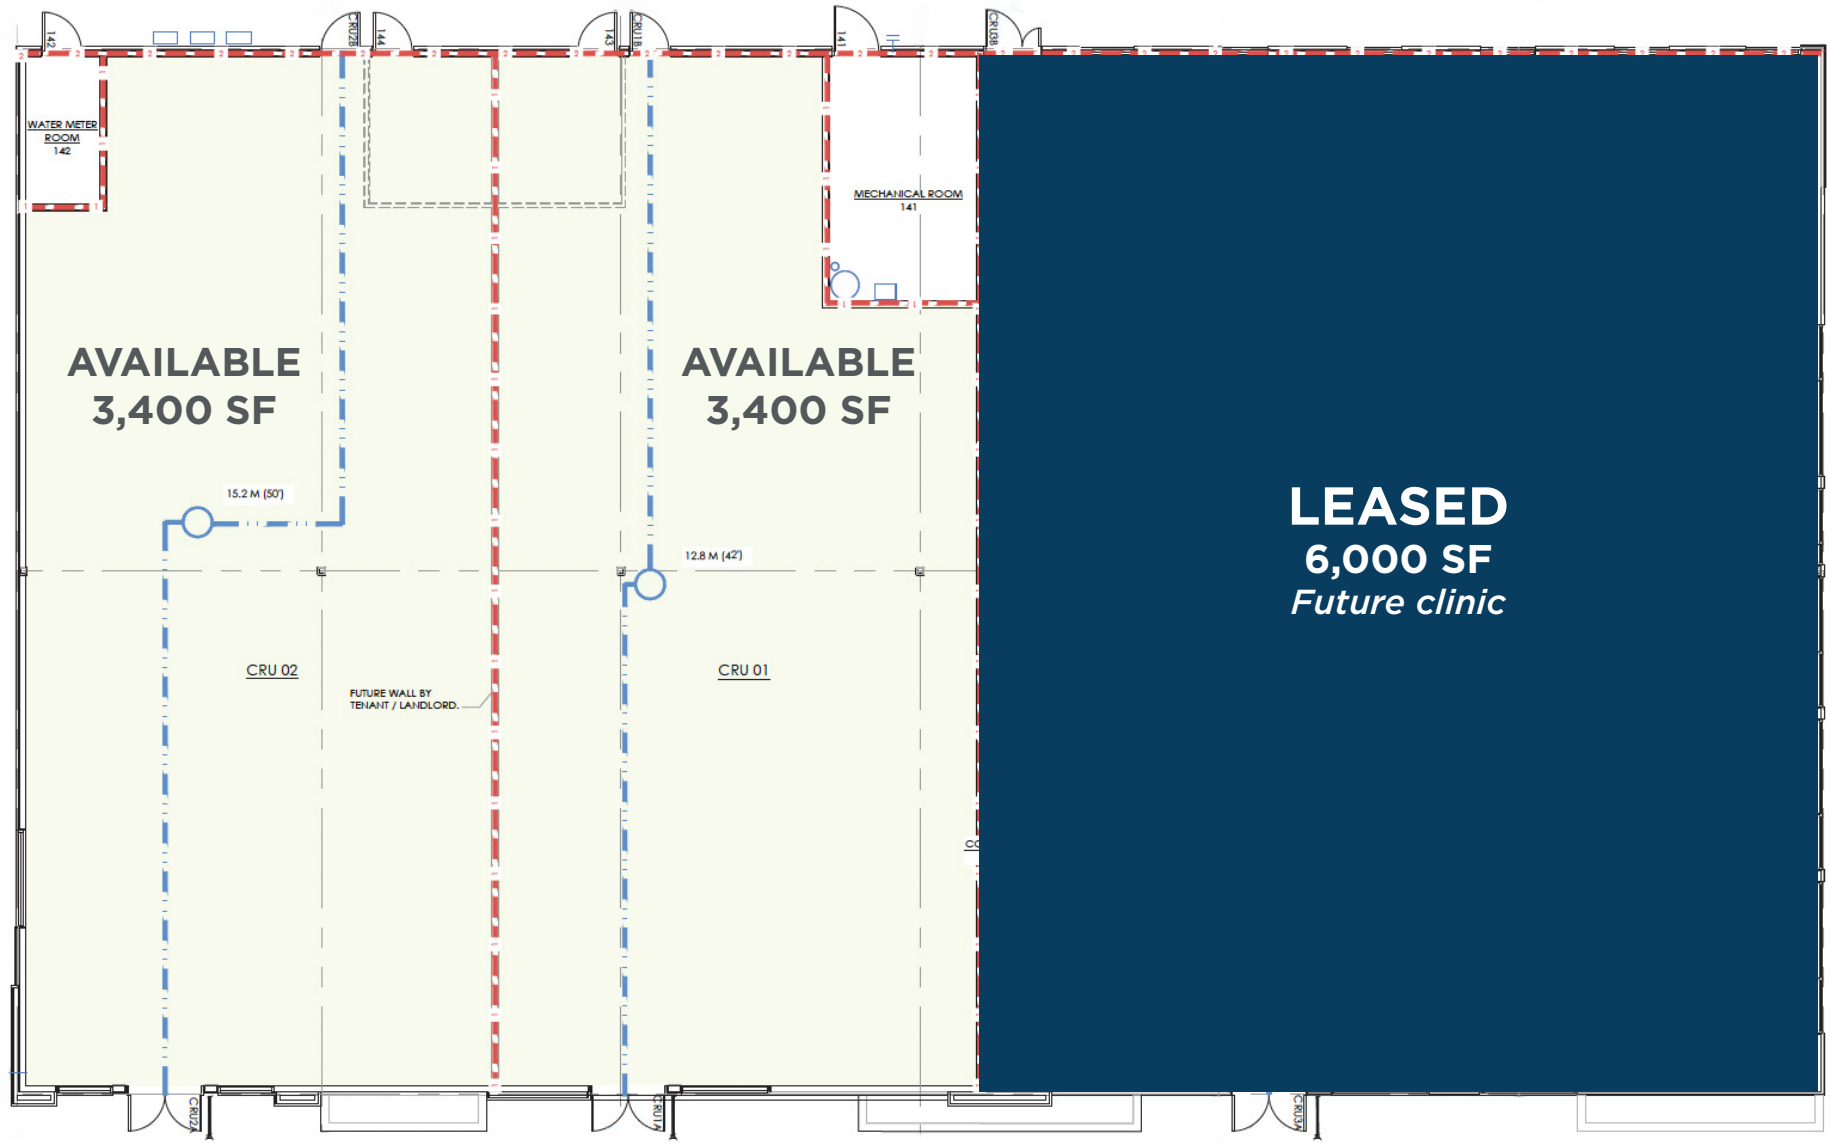 142
CRU2B
144
143
CRU1B
141
CRU3B
WATER METER
ROOM
142
MECHANICAL ROOM
141
AVAILABLE
3,400 SF
AVAILABLE
3,400 SF
15.2 M (50')
12.8 M (42')
LEASED
6,000 SF
Future clinic
CRU 02
CRU 01
FUTURE WALL BY
TENANT / LANDLORD.
CRU2A
CRU1A
CRU3A